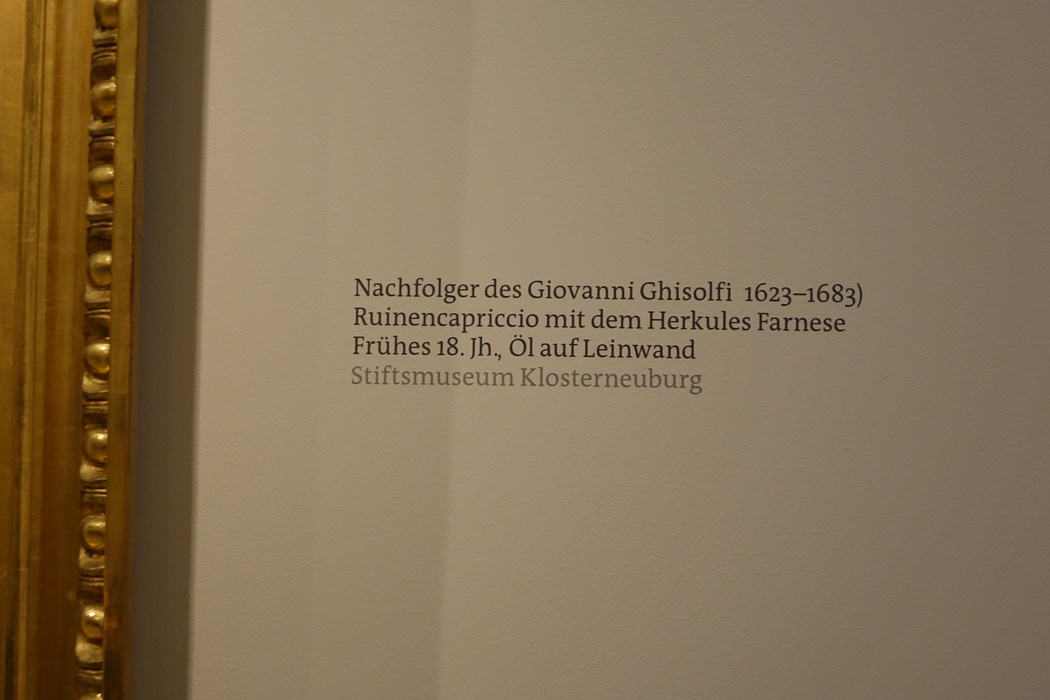 Nachfolger des Giovanni Ghisolfi 1623–1683)
Ruinencapriccio mit dem Herkules Farnese
Frühes 18. Jh., Öl auf Leinwand
Stiftsmuseum Klosterneuburg